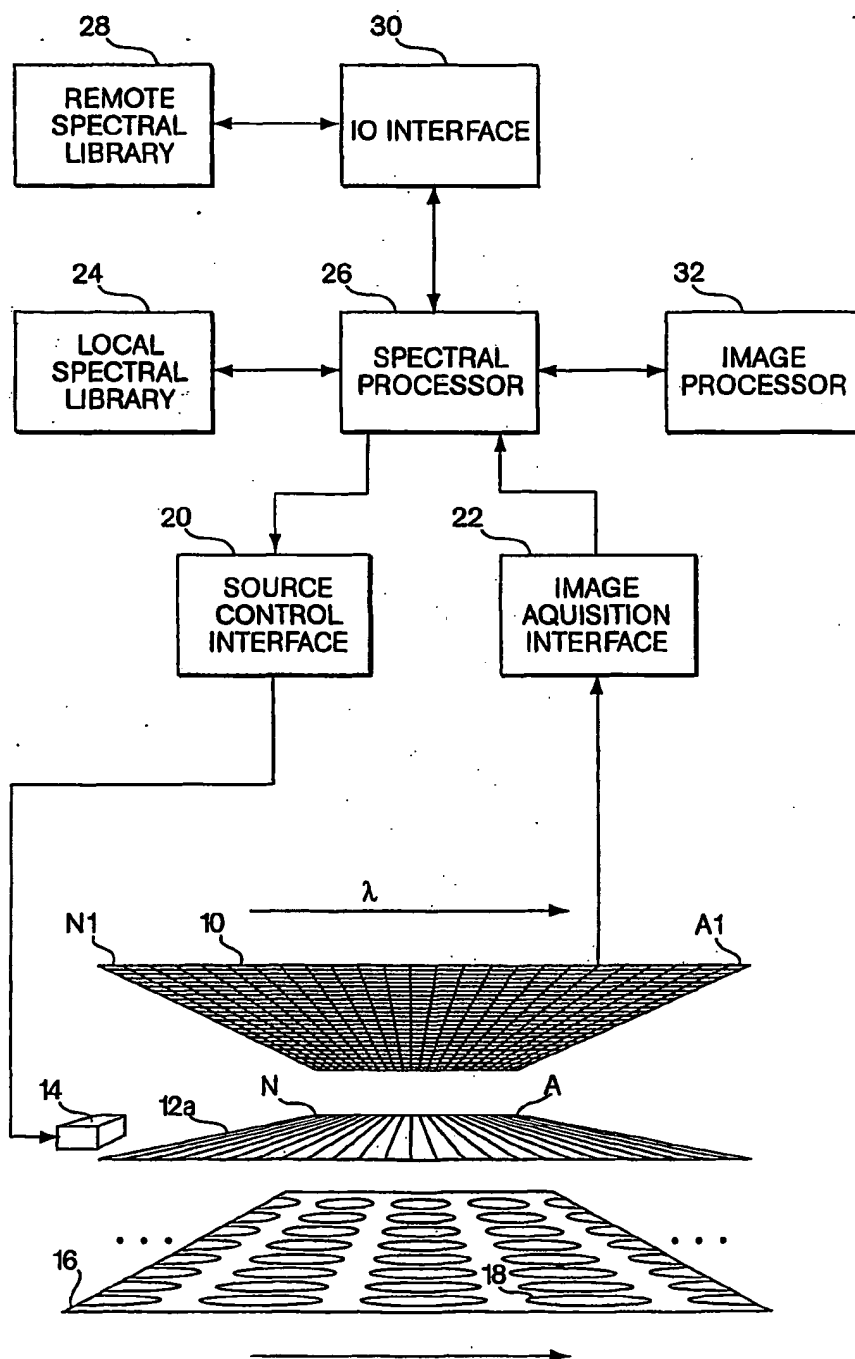 28
30
REMOTE
SPECTRAL
LIBRARY
IO INTERFACE
24
26
32
LOCAL
SPECTRAL
LIBRARY
SPECTRAL
PROCESSOR
IMAGE
PROCESSOR
20
22
SOURCE
CONTROL
INTERFACE
IMAGE
AQUISITION
INTERFACE
λ
N1
10
A1
14
12a
N
A
16
18